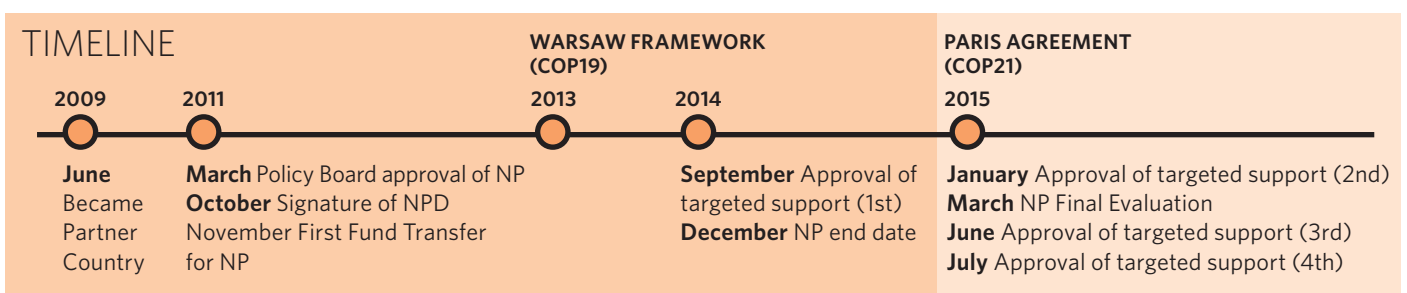 TIMELINE
WARSAW FRAMEWORK
(COP19)
PARIS AGREEMENT
(COP21)
2009
2011
2013
2014
2015
June
Became
Partner
Country
March Policy Board approval of NP
October Signature of NPD
November First Fund Transfer
for NP
September Approval of
targeted support (1st)
December NP end date
January Approval of targeted support (2nd)
March NP Final Evaluation
June Approval of targeted support (3rd)
July Approval of targeted support (4th)